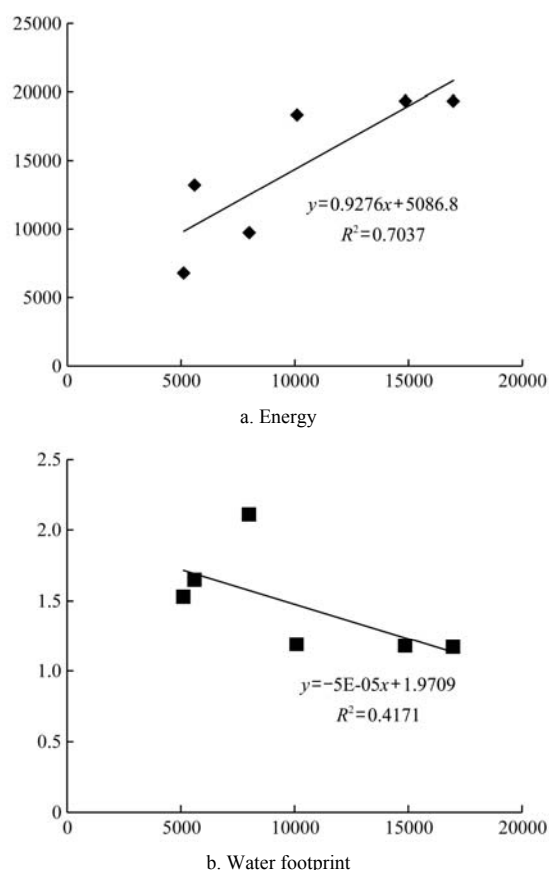 25000
20000
15000
10000
5000
0
0 5000 10000 15000 20000
y=0.9276x+5086.8
R²=0.7037
a. Energy
2.5
2.0
1.5
1.0
0.5
0
0 5000 10000 15000 20000
y=−5E-05x+1.9709
R²=0.4171
b. Water footprint